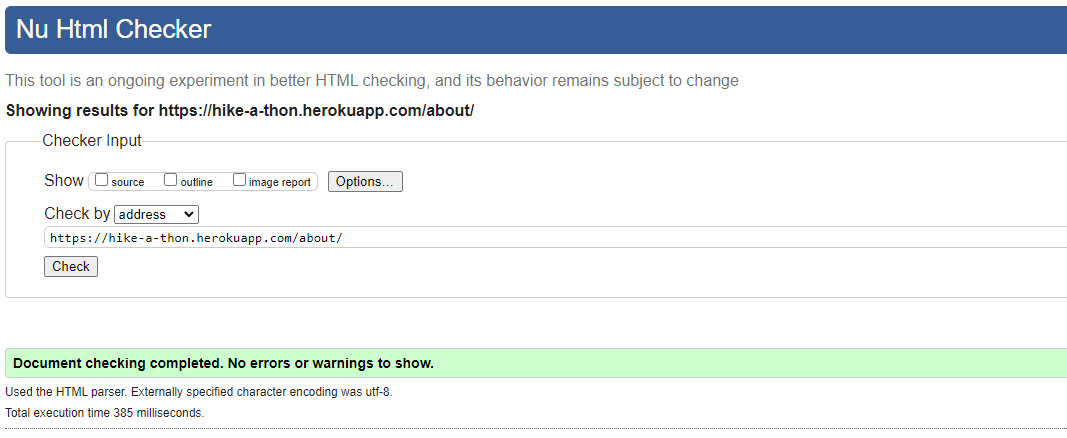 Nu Html Checker
This tool is an ongoing experiment in better HTML checking, and its behavior remains subject to change
Showing results for https://hike-a-thon.herokuapp.com/about/
Checker Input
Show source outline image report Options...
Check by address
https://hike-a-thon.herokuapp.com/about/
Check
Document checking completed. No errors or warnings to show.
Used the HTML parser. Externally specified character encoding was utf-8.
Total execution time 385 milliseconds.